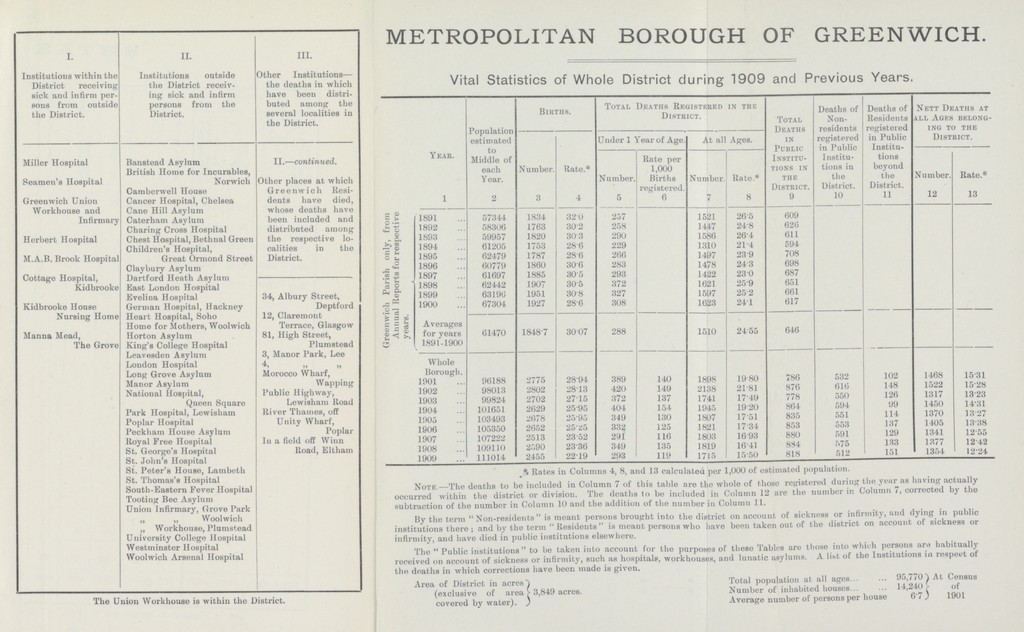 I.
Institutions within the
District receiving
sick and infirm per-
sons from outside
the District.
Miller Hospital
Seamen's Hospital
Greenwich Union
Workhouse and
Infirmary
Herbert Hospital
M.A.B. Brook Hospital
Cottage Hospital,
Kidbrooke
Kidbrooke House
Nursing Home
Manna Mead,
The Grove
II.
Institutions outside
the District receiv-
ing sick and infirm
persons from the
District.
Banstead Asylum
British Home for Incurables,
Norwich
Camberwell House
Cancer Hospital, Chelsea
Cane Hill Asylum
Caterham Asylum
Charing Cross Hospital
Chest Hospital, Bethnal Green
Children's Hospital,
Great Ormond Street
Claybury Asylum
Dartford Heath Asylum
East London Hospital
Evelina Hospital
German Hospital, Hackney
Heart Hospital, Soho
Home for Mothers, Woolwich
Horton Asylum
King's College Hospital
Leavesden Asylum
London Hospital
Long Grove Asylum
Manor Asylum
National Hospital,
Queen Square
Park Hospital, Lewisham
Poplar Hospital
Peckham House Asylum
Royal Free Hospital
St. George's Hospital
St. John's Hospital
St. Peter's House, Lambeth
St. Thomas's Hospital
South-Eastern Fever Hospital
Tooting Bec Asylum
Union Infirmary, Grove Park
„ „ Woolwich
„ Workhouse, Plumstead
University College Hospital
Westminster Hospital
Woolwich Arsenal Hospital
III.
Other Institutions—
the deaths in which
have been distri-
buted among the
several localities in
the District.
II.—continued.
Other places at which
Greenwich Resi-
dents have died,
whose deaths have
been included and
distributed among
the respective lo-
calities in the
District.
34, Albury Street,
Deptford
12, Claremont
Terrace, Glasgow
81, High Street,
Plumstead
3, Manor Park, Lee
4, „ „
Morocco Wharf,
Wapping
Public Highway,
Lewisham Road
River Thames, off
Unity Wharf,
Poplar
In a field off Winn
Road, Eltham
The Union Workhouse is within the District.
METROPOLITAN BOROUGH OF GREENWICH.
Vital Statistics of Whole District during 1909 and Previous Years.
YEAR.
Population
estimated
to
Middle of
each
Year.
BIRTHS.
Number. Rate.*
TOTAL DEATHS REGISTERED IN THE
DISTRICT.
Under 1 Year of Age. At all Ages.
Number. Rate per
1,000
Births
registered. Number. Rate.*
TOTAL
DEATHS
IN
PUBLIC
INSTITU-
TIONS IN
THE
DISTRICT.
Deaths of
Non-
residents
registered
in Public
Institu-
tions in
the
District.
Deaths of
Residents
registered
in Public
Institu-
tions
beyond
the
District.
NETT DEATHS AT
ALL AGES BELONG-
ING TO THE
DISTRICT.
Number. Rate.*
1 2 3 4 5 6 7 8 9 10 11 12 13
Greenwich Parish only, from
Annual Reports for respective
years.
1891 ... 57344 1834 32·0 257 1521 26·5 609
1892 ... 58306 1763 30·2 258 1447 24·8 626
1893 ... 59957 1820 30·3 290 1586 26·4 611
1894 ... 61205 1753 28·6 229 1310 21·4 594
1895 ... 62479 1787 28·6 266 1497 23·9 708
1896 ... 60779 1860 30·6 283 1478 24·3 698
1897 ... 61697 1885 30·5 293 1422 23·0 687
1898 ... 62442 1907 30·5 372 1621 25·9 651
1899 ... 63196 1951 30·8 327 1597 25·2 661
1900 ... 67304 1927 28·6 308 1623 24·1 617
Averages
for years
1891-1900
61470 1848·7 30·07 288 1510 24·55 646
Whole
Borough.
1901 ... 96188 2775 28·94 389 140 1898 19·80 786 532 102 1468 15·31
1902 ... 98013 2802 28·13 420 149 2138 21·81 876 616 148 1522 15·28
1903 ... 99824 2702 27·15 372 137 1741 17·49 778 550 126 1317 13·23
1904 ... 101651 2629 25·95 404 154 1945 19·20 864 594 99 1450 14·31
1905 ... 103493 2678 25·95 349 130 1807 17·51 835 551 114 1370 13·27
1906 ... 105350 2652 25·25 332 125 1821 17·34 853 553 137 1405 13·38
1907 ... 107222 2513 23·52 291 116 1803 16·93 880 591 129 1341 12·55
1908 ... 109110 2590 23·36 349 135 1819 16·41 884 575 133 1377 12·42
1909 ... 111014 2455 22·19 293 119 1715 15·50 818 512 151 1354 12·24
* Rates in Columns 4, 8, and 13 calculated per 1,000 of estimated population.
NOTE.—The deaths to be included in Column 7 of this table are the whole of those registered during the year as having actually
occurred within the district or division. The deaths to be included in Column 12 are the number in Column 7, corrected by the
subtraction of the number in Column 10 and the addition of the number in Column 11.
By the term "Non-residents" is meant persons brought into the district on account of sickness or infirmity, and dying in public
institutions there; and by the term "Residents" is meant persons who have been taken out of the district on account of sickness or
infirmity, and have died in public institutions elsewhere.
The "Public institutions" to be taken into account for the purposes of these Tables are those into which persons are habitually
received on account of sickness or infirmity, such as hospitals, workhouses, and lunatic asylums. A list of the Institutions in respect of
the deaths in which corrections have been made is given.
Area of District in acres
(exclusive of area
covered by water). } 3,849 acres.
Total population at all ages... ... 95,770
Number of inhabited houses... ... 14,240
Average number of persons per house 6·7
} At Census
of
1901